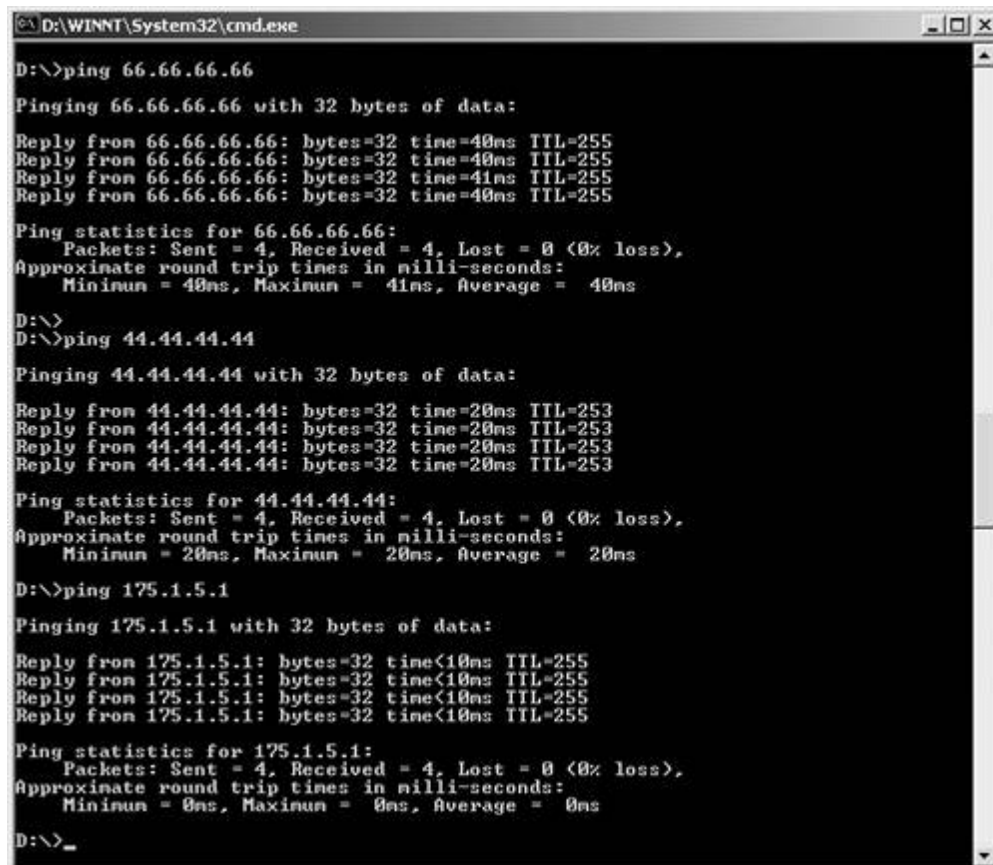 D:\WINNT\System32\cmd.exe
D:\>ping 66.66.66.66
Pinging 66.66.66.66 with 32 bytes of data:
Reply from 66.66.66.66: bytes=32 time=40ms TTL=255
Reply from 66.66.66.66: bytes=32 time=40ms TTL=255
Reply from 66.66.66.66: bytes=32 time=41ms TTL=255
Reply from 66.66.66.66: bytes=32 time=40ms TTL=255
Ping statistics for 66.66.66.66:
Packets: Sent = 4, Received = 4, Lost = 0 (0% loss),
Approximate round trip times in milli-seconds:
Minimum = 40ms, Maximum =  41ms, Average =  40ms
D:\>
D:\>ping 44.44.44.44
Pinging 44.44.44.44 with 32 bytes of data:
Reply from 44.44.44.44: bytes=32 time=20ms TTL=253
Reply from 44.44.44.44: bytes=32 time=20ms TTL=253
Reply from 44.44.44.44: bytes=32 time=20ms TTL=253
Reply from 44.44.44.44: bytes=32 time=20ms TTL=253
Ping statistics for 44.44.44.44:
Packets: Sent = 4, Received = 4, Lost = 0 (0% loss),
Approximate round trip times in milli-seconds:
Minimum = 20ms, Maximum =  20ms, Average =  20ms
D:\>ping 175.1.5.1
Pinging 175.1.5.1 with 32 bytes of data:
Reply from 175.1.5.1: bytes=32 time<10ms TTL=255
Reply from 175.1.5.1: bytes=32 time<10ms TTL=255
Reply from 175.1.5.1: bytes=32 time<10ms TTL=255
Reply from 175.1.5.1: bytes=32 time<10ms TTL=255
Ping statistics for 175.1.5.1:
Packets: Sent = 4, Received = 4, Lost = 0 (0% loss),
Approximate round trip times in milli-seconds:
Minimum = 0ms, Maximum =  0ms, Average =  0ms
D:\>_